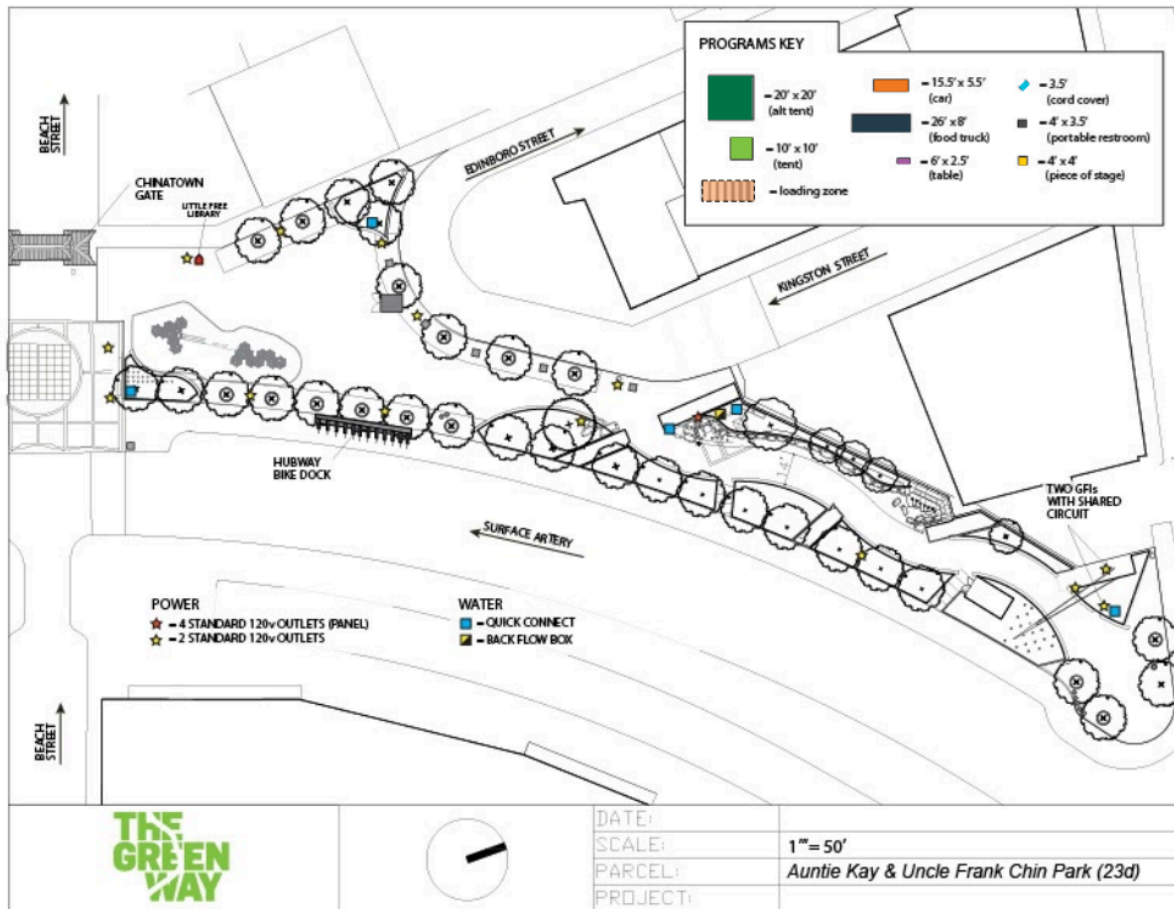 PROGRAMS KEY
= 20' x 20'
(alt tent)
= 10' x 10'
(tent)
= loading zone
= 15.5' x 5.5'
(car)
= 26' x 8'
(food truck)
= 6' x 2.5'
(table)
= 3.5'
(cord cover)
= 4' x 3.5'
(portable restroom)
= 4' x 4'
(piece of stage)
BEACH
STREET
EDINBORO STREET
CHINATOWN
GATE
LITTLE FREE
LIBRARY
KINGSTON STREET
HUBWAY
BIKE DOCK
14'
TWO GFIs
WITH SHARED
CIRCUIT
SURFACE ARTERY
POWER
= 4 STANDARD 120v OUTLETS (PANEL)
= 2 STANDARD 120v OUTLETS
WATER
= QUICK CONNECT
= BACK FLOW BOX
BEACH
STREET
THE
GREEN
WAY
DATE:
SCALE: 1"" = 50'
PARCEL: Auntie Kay & Uncle Frank Chin Park (23d)
PROJECT: